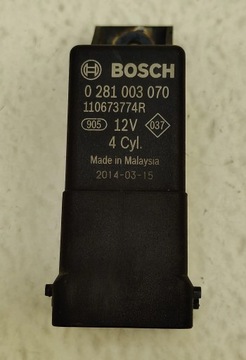 BOSCH
0 281 003 070
110673774R
905 12V 037
4 Cyl.
Made in Malaysia
2014-03-15